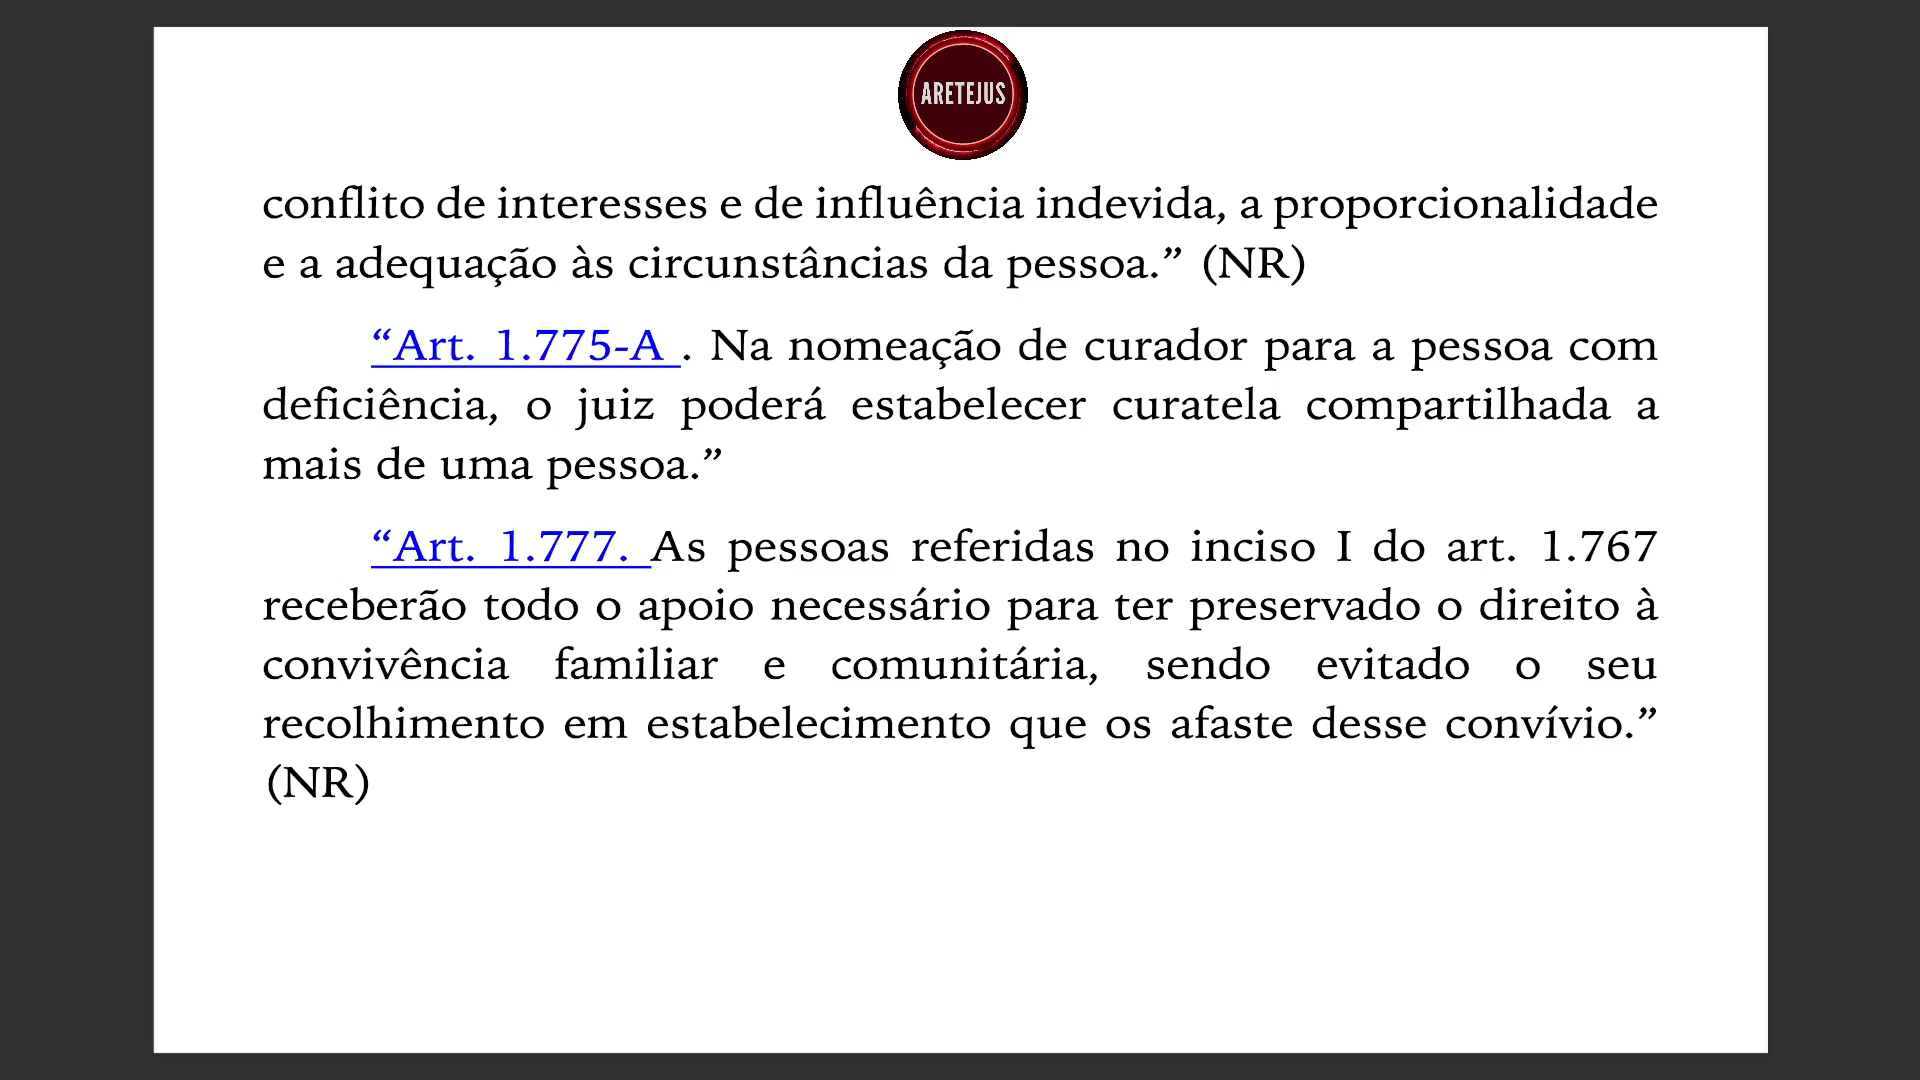 ARETEJUS
conflito de interesses e de influência indevida, a proporcionalidade
e a adequação às circunstâncias da pessoa.” (NR)
“Art. 1.775-A . Na nomeação de curador para a pessoa com
deficiência, o juiz poderá estabelecer curatela compartilhada a
mais de uma pessoa.”
“Art. 1.777. As pessoas referidas no inciso I do art. 1.767
receberão todo o apoio necessário para ter preservado o direito à
convivência familiar e comunitária, sendo evitado o seu
recolhimento em estabelecimento que os afaste desse convívio.”
(NR)